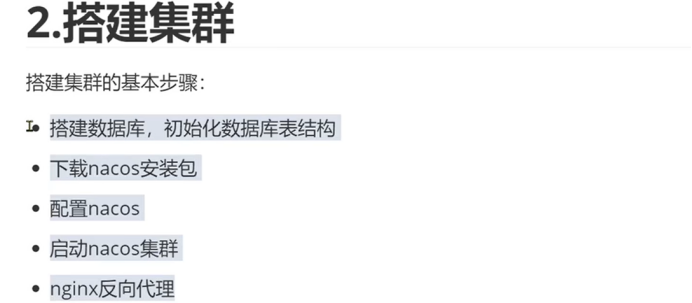 2.搭建集群
搭建集群的基本步骤：
搭建数据库，初始化数据库表结构
下载nacos安装包
配置nacos
启动nacos集群
nginx反向代理